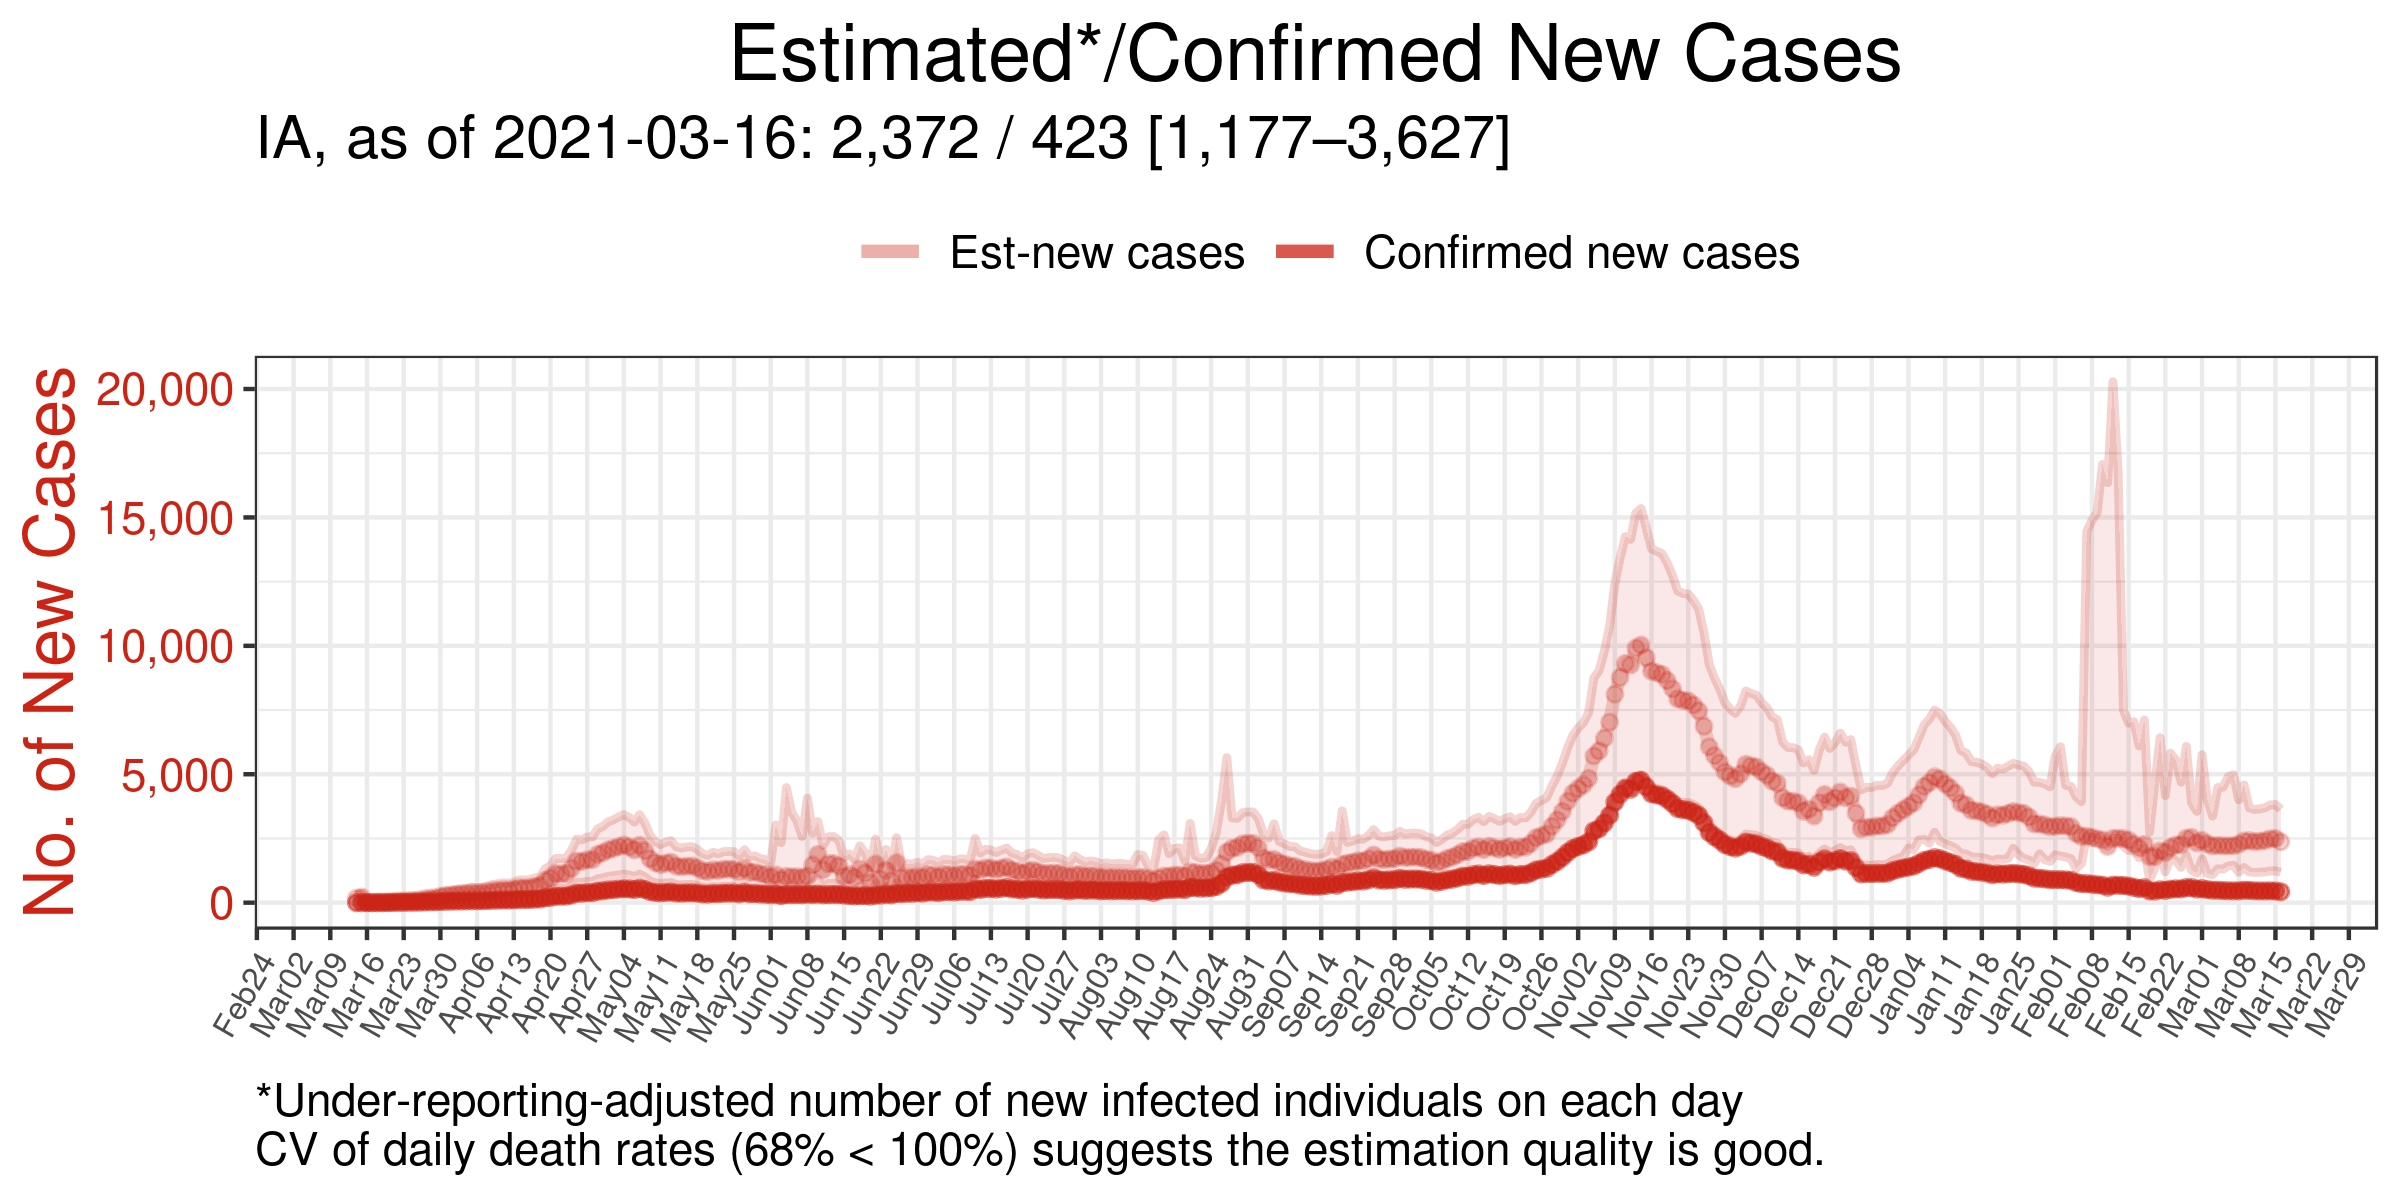 Estimated*/Confirmed New Cases
IA, as of 2021-03-16: 2,372 / 423 [1,177–3,627]
Est-new cases Confirmed new cases
No. of New Cases
20,000
15,000
10,000
5,000
0
Feb24 Mar02 Mar09 Mar16 Mar23 Mar30 Apr06 Apr13 Apr20 Apr27 May04 May11 May18 May25 Jun01 Jun08 Jun15 Jun22 Jun29 Jul06 Jul13 Jul20 Jul27 Aug03 Aug10 Aug17 Aug24 Aug31 Sep07 Sep14 Sep21 Sep28 Oct05 Oct12 Oct19 Oct26 Nov02 Nov09 Nov16 Nov23 Nov30 Dec07 Dec14 Dec21 Dec28 Jan04 Jan11 Jan18 Jan25 Feb01 Feb08 Feb15 Feb22 Mar01 Mar08 Mar15 Mar22 Mar29
*Under-reporting-adjusted number of new infected individuals on each day
CV of daily death rates (68% < 100%) suggests the estimation quality is good.